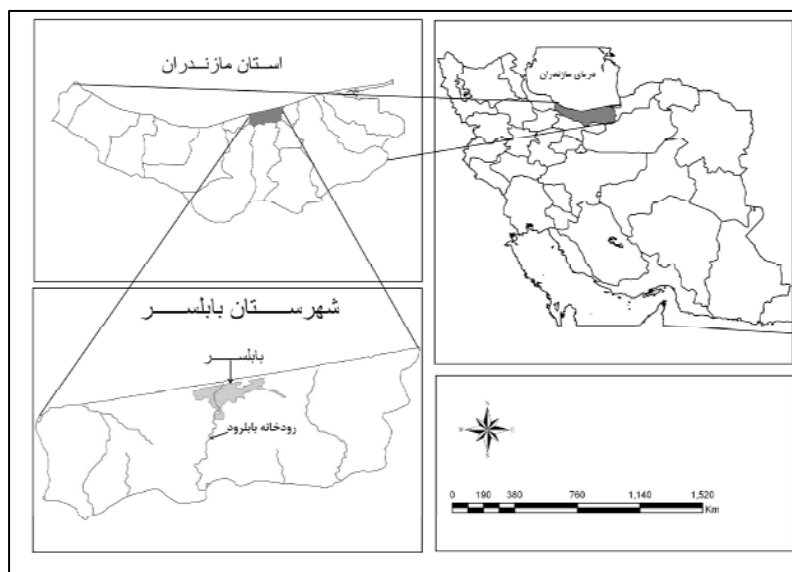 استان مازندران
دریای مازندران
شهرستان بابلسر
بابلسر
رودخانه بابلرود
N
W E
S
0 190 380 760 1,140 1,520
Km